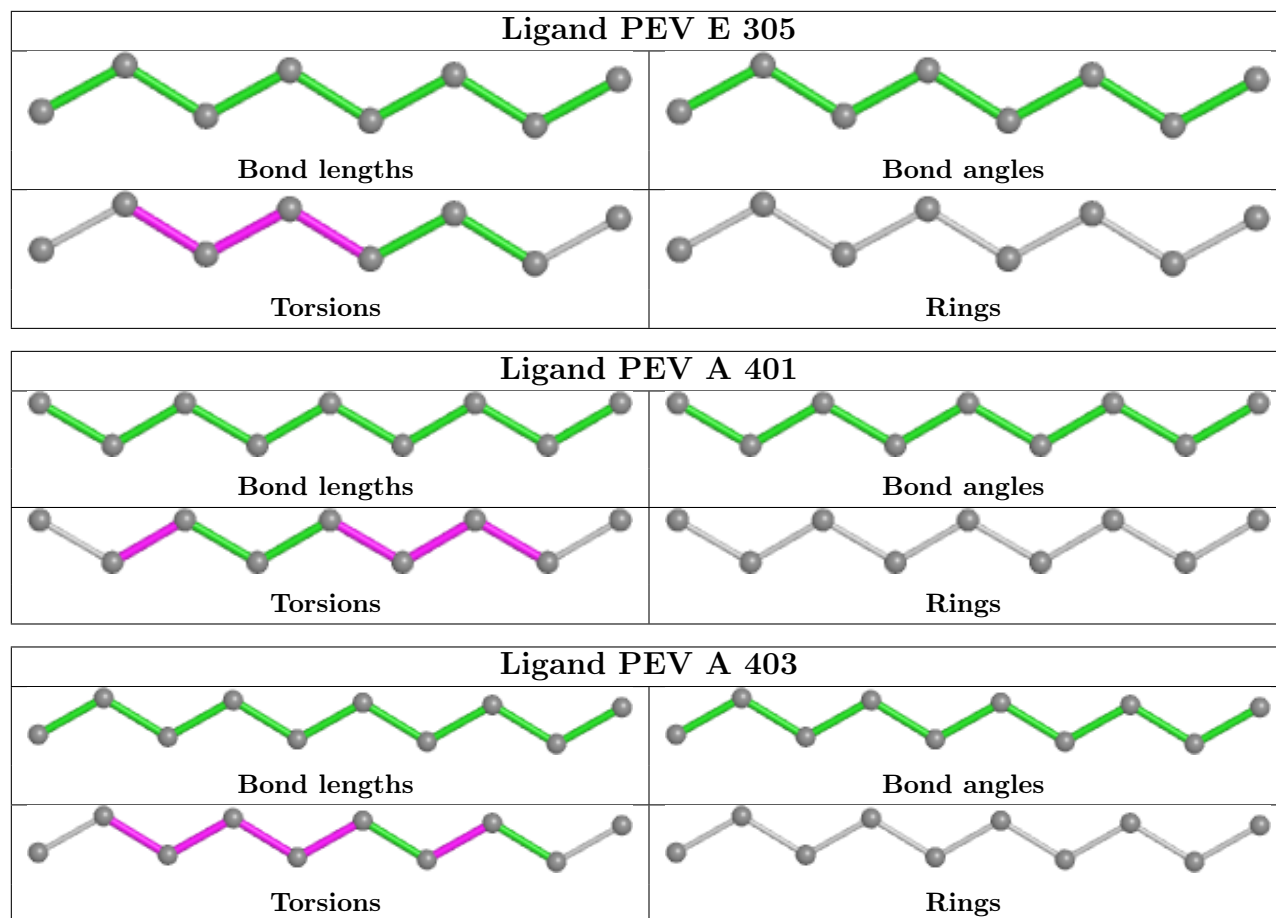 Ligand PEV E 305
Bond lengths Bond angles
Torsions Rings
Ligand PEV A 401
Bond lengths Bond angles
Torsions Rings
Ligand PEV A 403
Bond lengths Bond angles
Torsions Rings